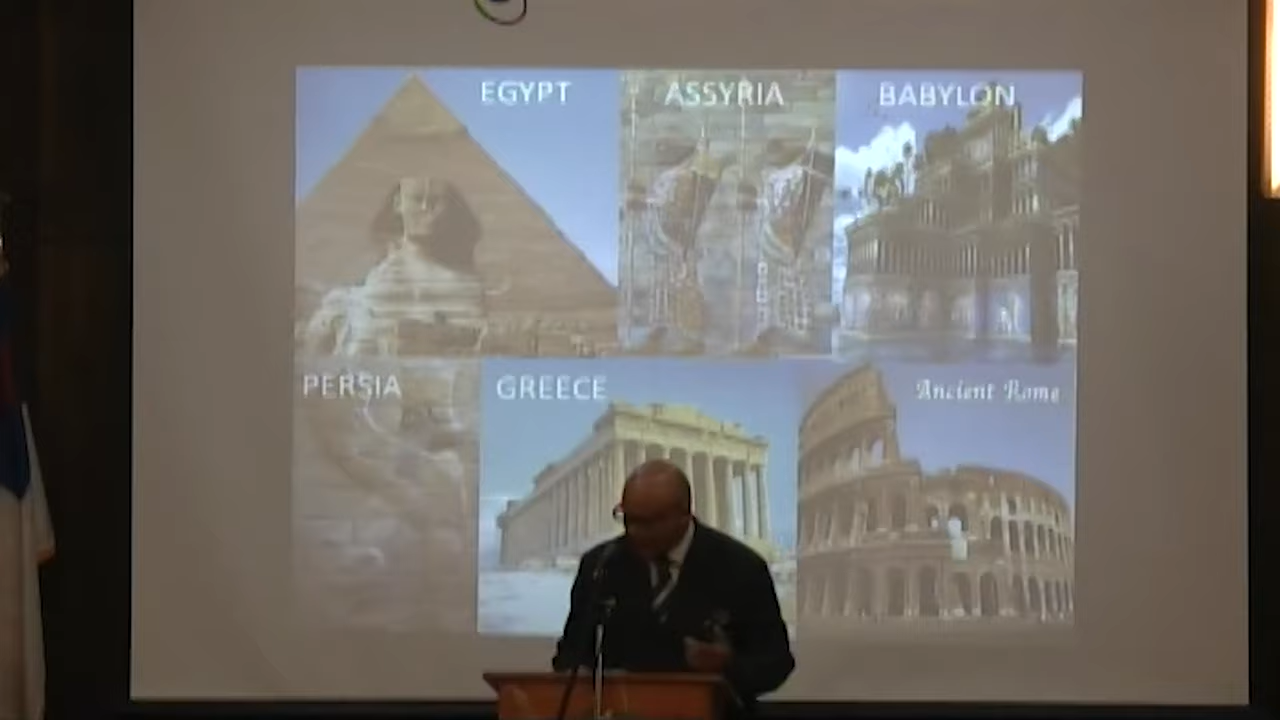 EGYPT
ASSYRIA
BABYLON
PERSIA
GREECE
Ancient Rome